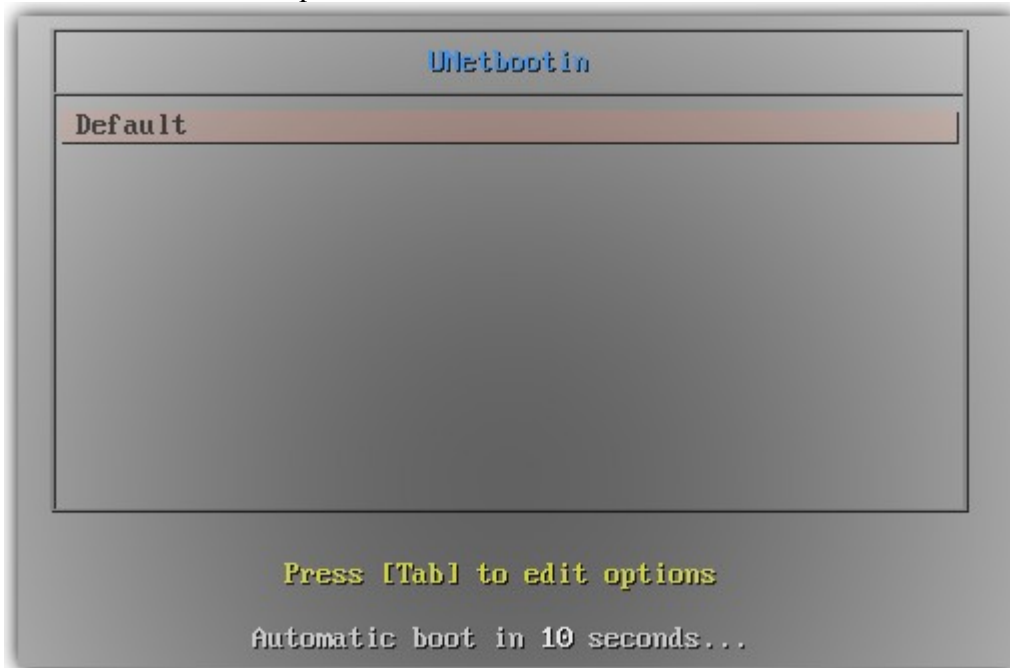 UNetbootin
Default
Press [Tab] to edit options
Automatic boot in 10 seconds...